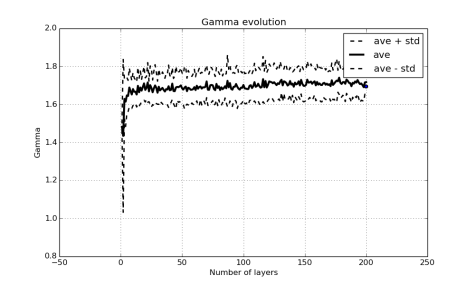 Gamma evolution
2.0
1.8
1.6
1.4
1.2
1.0
0.8
Gamma
ave + std
ave
ave - std
−50
0
50
100
150
200
250
Number of layers